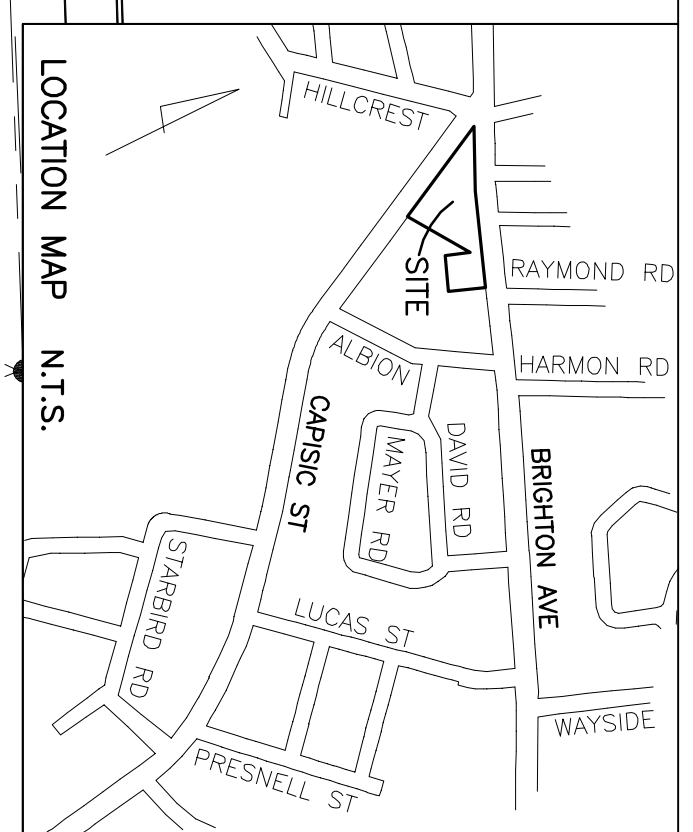 HILLCREST
RAYMOND RD
SITE
HARMON RD
ALBION
DAVID RD
MAYER RD
CAPISIC ST
BRIGHTON AVE
STARBIRD RD
LUCAS ST
WAYSIDE
PRESNELL ST
LOCATION MAP N.T.S.